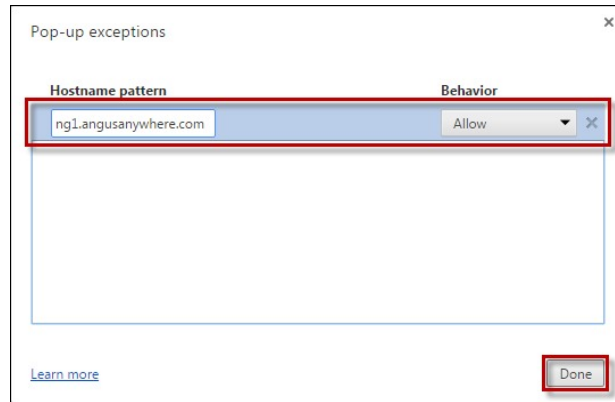 Pop-up exceptions
Hostname pattern Behavior
ng1.angusanywhere.com Allow
Learn more Done